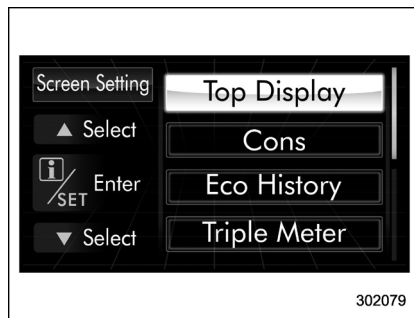 Screen Setting
▲ Select
i/SET Enter
▼ Select
Top Display
Cons
Eco History
Triple Meter
302079